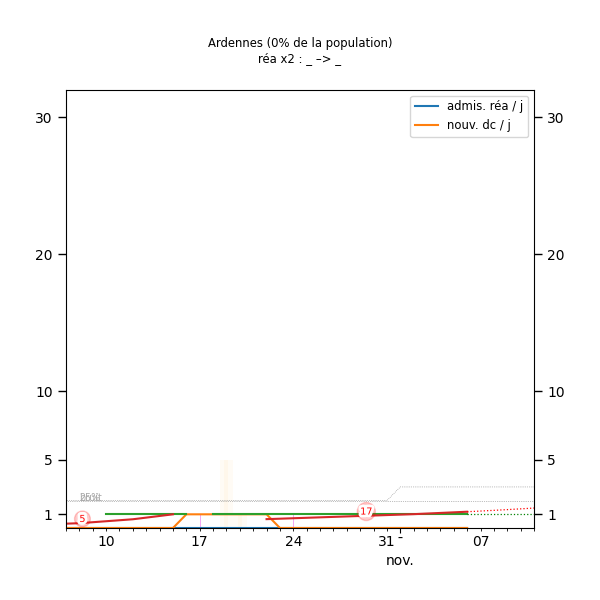 Ardennes (0% de la population)
réa x2 : _ –> _
admis. réa / j
nouv. dc / j
30 30
20 20
10 10
5 5
1 1
5
17
10 17 24 31 - 07
nov.